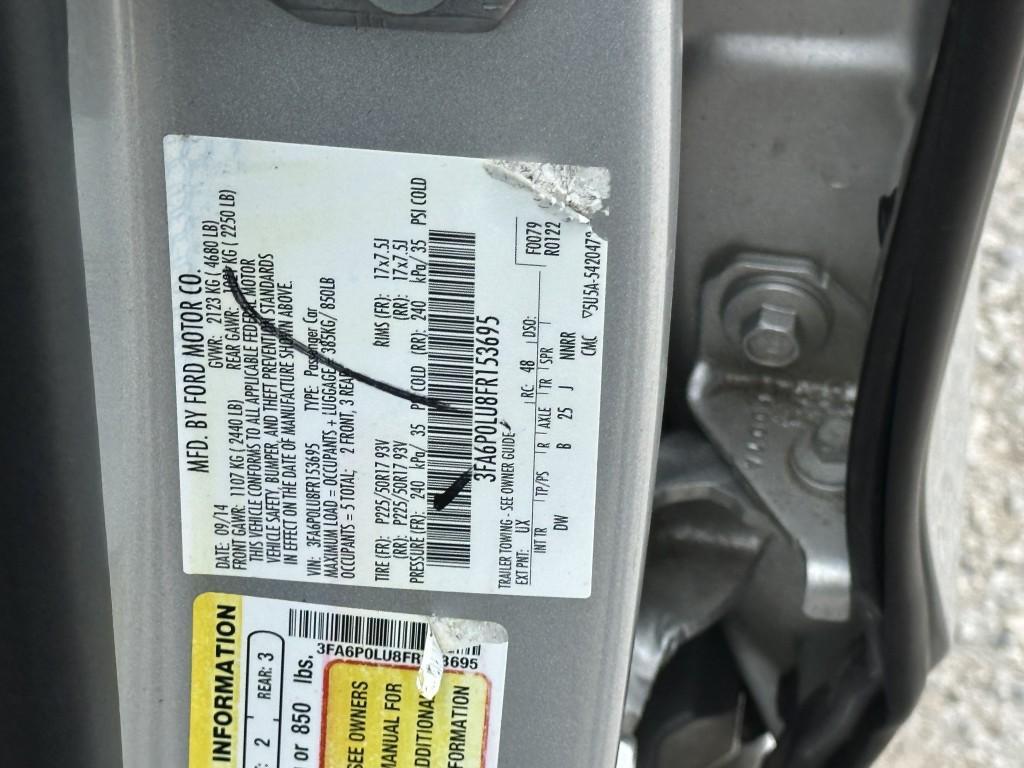 MFD. BY FORD MOTOR CO.
DATE: 09/14 GVWR: 2123 KG ( 4680 LB)
FRONT GAWR: 1107 KG ( 2440 LB) REAR GAWR: KG ( 2250 LB)
THIS VEHICLE CONFORMS TO ALL APPLICABLE FEDERAL MOTOR
VEHICLE SAFETY, BUMPER, AND THEFT PREVENTION STANDARDS
IN EFFECT ON THE DATE OF MANUFACTURE SHOWN ABOVE.
VIN: 3FA6P0LU8FR153695 TYPE: Passenger Car
MAXIMUM LOAD = OCCUPANTS + LUGGAGE = 385KG/ 850LB
OCCUPANTS = 5 TOTAL; 2 FRONT, 3 REAR
TIRE (FR): P225/50R17 93V RIMS (FR): 17x7.5J
(RR): P225/50R17 93V (RR): 17x7.5J
PRESSURE (FR): 240 kPa/ 35 PSI COLD (RR): 240 kPa/ 35 PSI COLD
3FA6P0LU8FR153695
TRAILER TOWING - SEE OWNER GUIDE
F0079
R0122
EXT PNT: UX RC: 48 DSO:
INT TR TP/PS R AXLE TR SPR
DW B 25 J NNRR
CMC
INFORMATION
2 REAR: 3
or 850 lbs.
3FA6P0LU8FR 3695
SEE OWNERS
MANUAL FOR
ADDITIONA
FORMATION